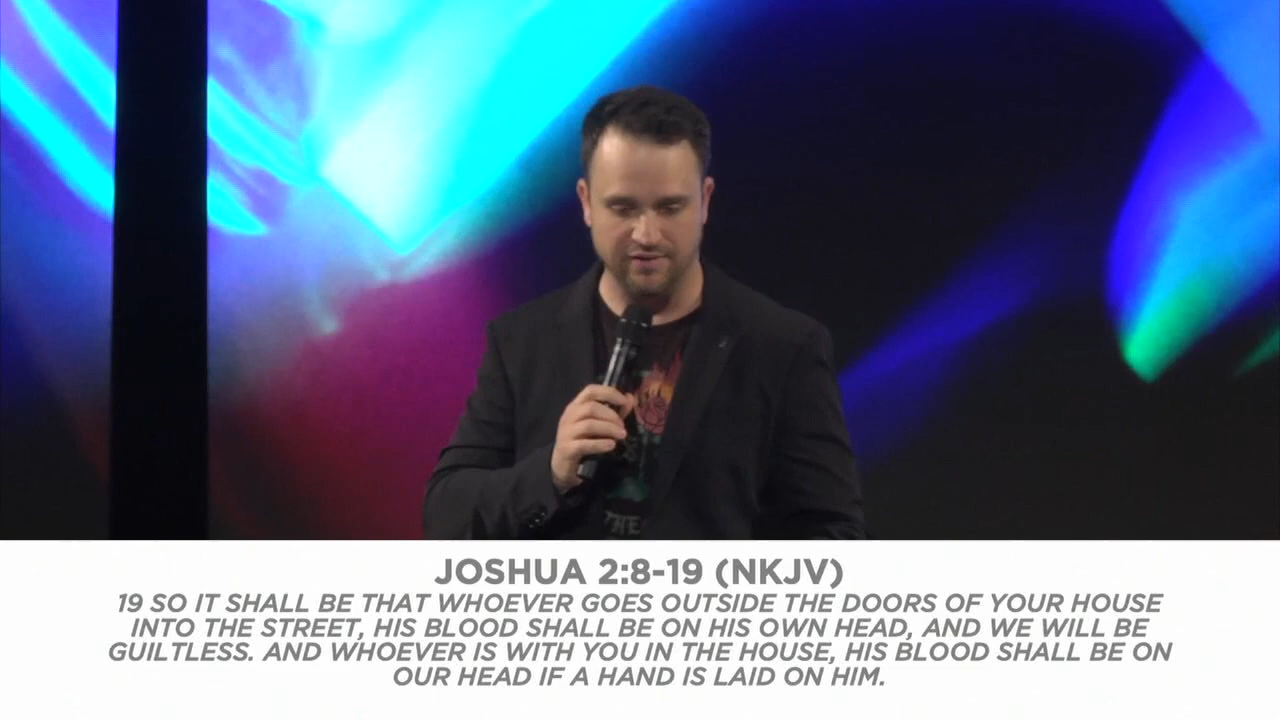 JOSHUA 2:8-19 (NKJV)
19 SO IT SHALL BE THAT WHOEVER GOES OUTSIDE THE DOORS OF YOUR HOUSE
INTO THE STREET, HIS BLOOD SHALL BE ON HIS OWN HEAD, AND WE WILL BE
GUILTLESS. AND WHOEVER IS WITH YOU IN THE HOUSE, HIS BLOOD SHALL BE ON
OUR HEAD IF A HAND IS LAID ON HIM.
THE